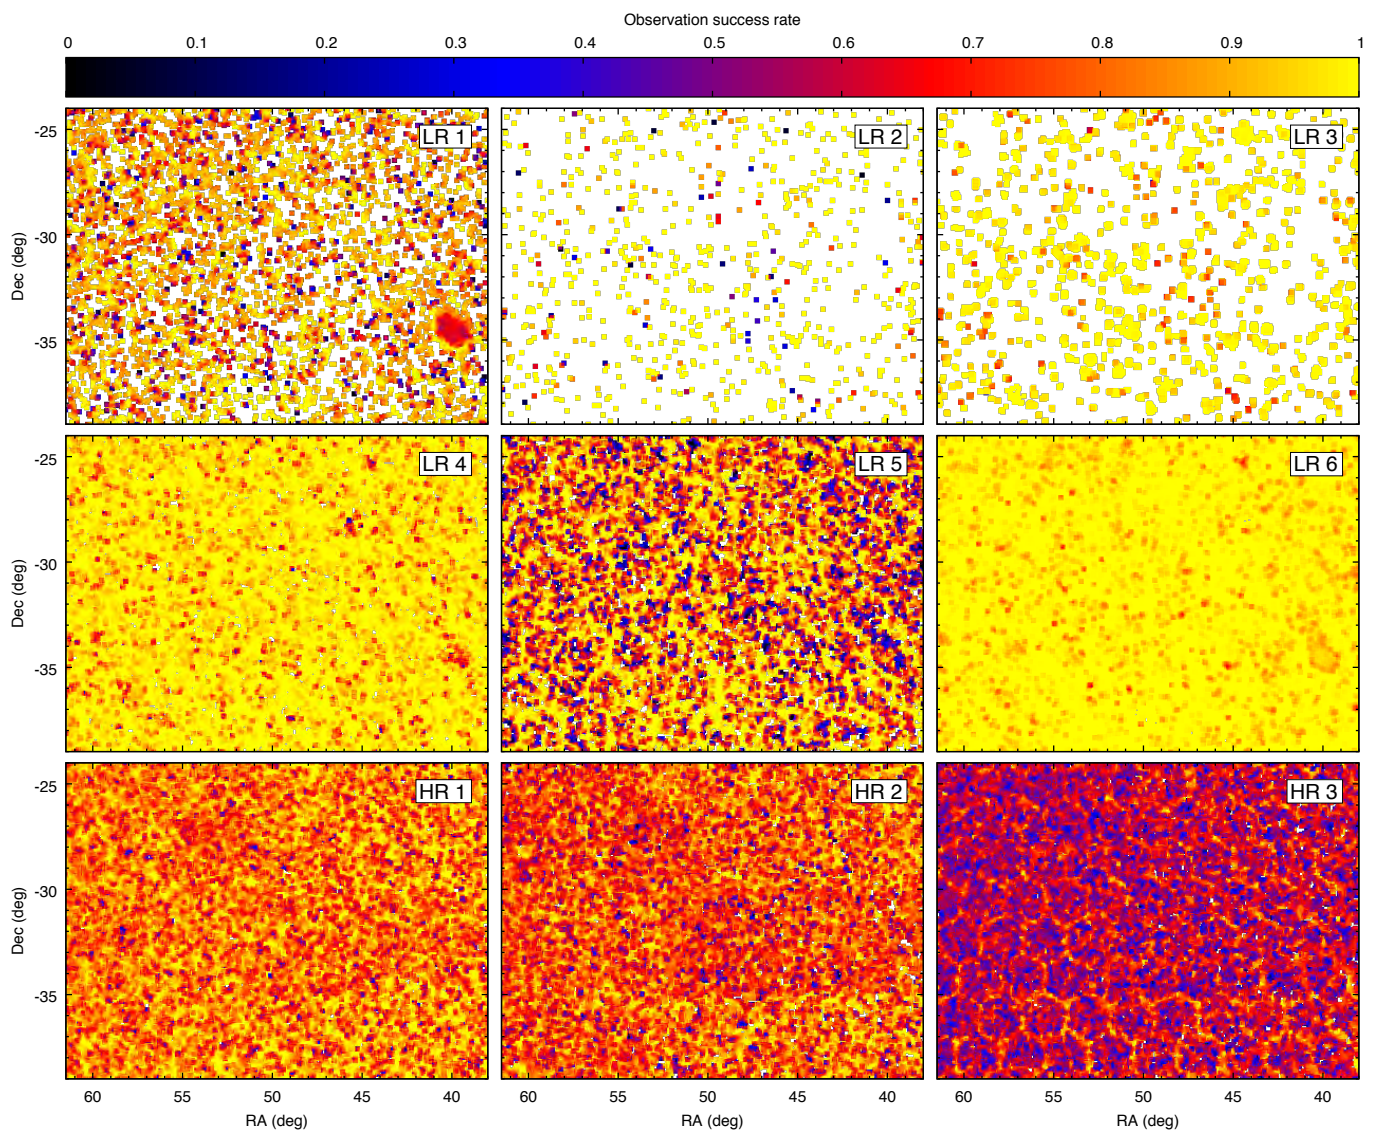 Observation success rate
0 0.1 0.2 0.3 0.4 0.5 0.6 0.7 0.8 0.9 1
LR 1 LR 2 LR 3
-25
-30
-35
Dec (deg)
LR 4 LR 5 LR 6
-25
-30
-35
Dec (deg)
HR 1 HR 2 HR 3
-25
-30
-35
Dec (deg)
60 55 50 45 40 60 55 50 45 40 60 55 50 45 40
RA (deg) RA (deg) RA (deg)